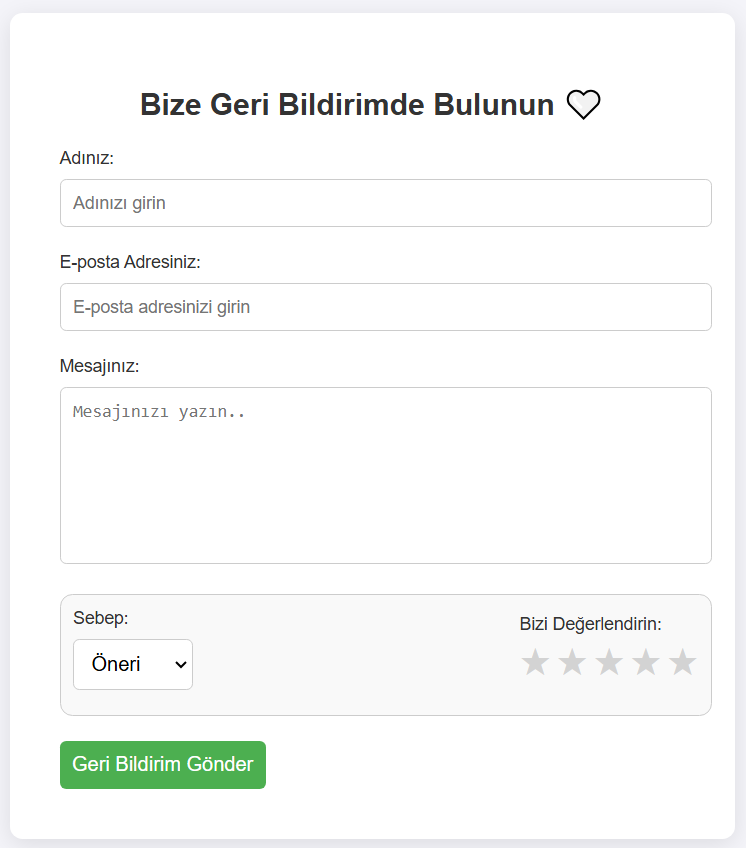 Bize Geri Bildirimde Bulunun
Adınız:
Adınızı girin
E-posta Adresiniz:
E-posta adresinizi girin
Mesajınız:
Mesajınızı yazın..
Sebep:
Öneri
Bizi Değerlendirin:
Geri Bildirim Gönder